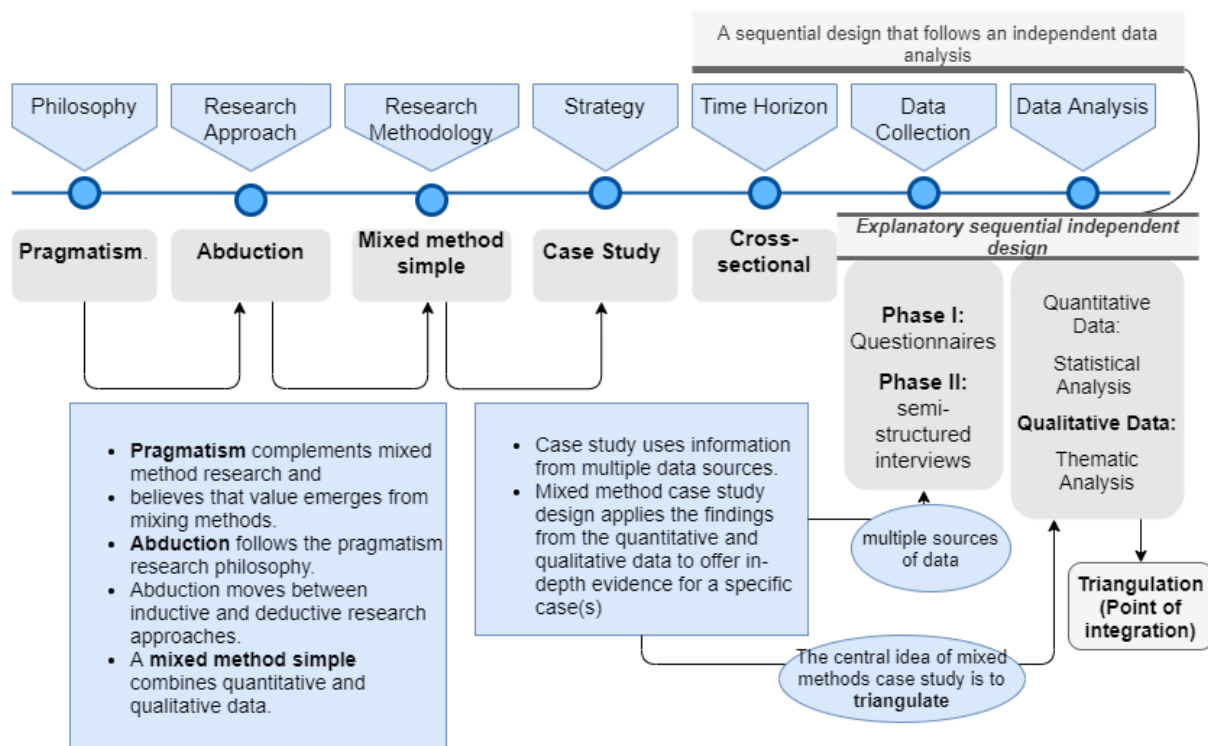 A sequential design that follows an independent data
analysis
Philosophy
Research
Approach
Research
Methodology
Strategy
Time Horizon
Data
Collection
Data Analysis
Pragmatism.
Abduction
Mixed method
simple
Case Study
Cross-
sectional
Explanatory sequential independent
design
Phase I:
Questionnaires
Phase II:
semi-
structured
interviews
Quantitative
Data:
Statistical
Analysis
Qualitative Data:
Thematic
Analysis
• Pragmatism complements mixed
method research and
• believes that value emerges from
mixing methods.
• Abduction follows the pragmatism
research philosophy.
• Abduction moves between
inductive and deductive research
approaches.
• A mixed method simple
combines quantitative and
qualitative data.
• Case study uses information
from multiple data sources.
• Mixed method case study
design applies the findings
from the quantitative and
qualitative data to offer in-
depth evidence for a specific
case(s)
multiple sources
of data
The central idea of mixed
methods case study is to
triangulate
Triangulation
(Point of
integration)